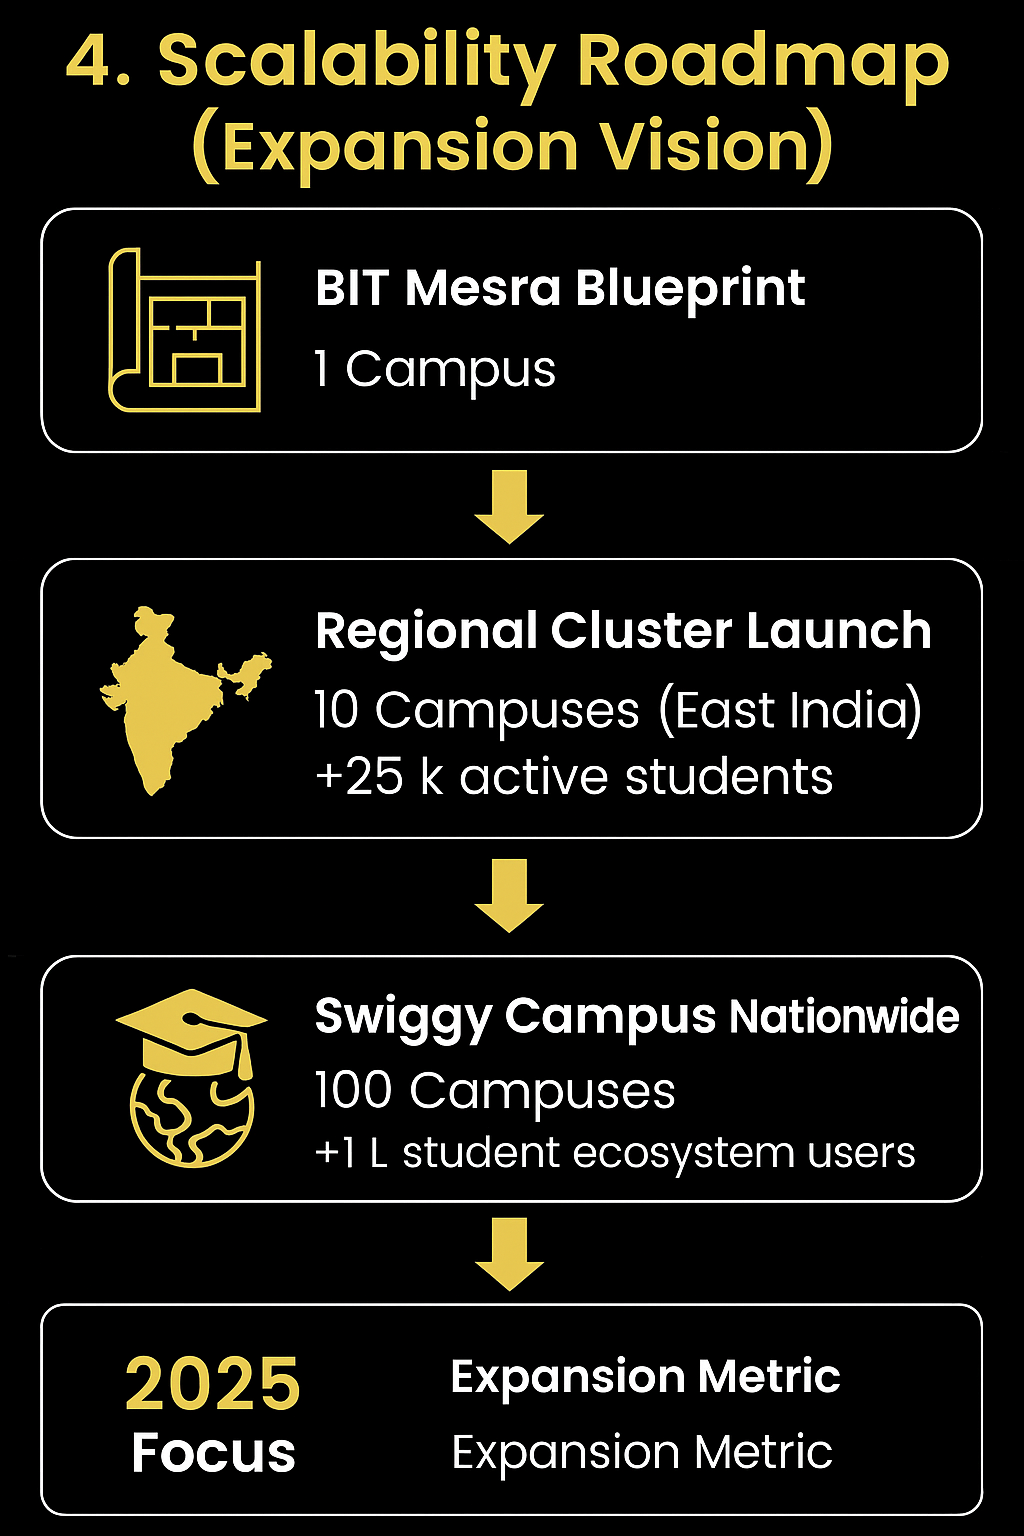 4. Scalability Roadmap
(Expansion Vision)
BIT Mesra Blueprint
1 Campus
Regional Cluster Launch
10 Campuses (East India)
+25 k active students
Swiggy Campus Nationwide
100 Campuses
+1 L student ecosystem users
2025
Focus
Expansion Metric
Expansion Metric